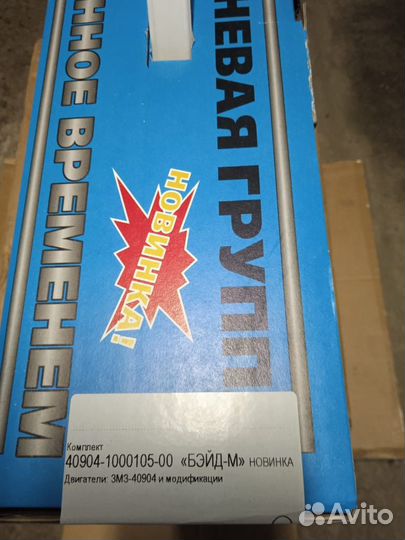 НЕВАЯ ГРУПП
ННОЕ ВРЕМЕНЕМ
НОВИНКА!
Комплект
40904-1000105-00 «БЭЙД-М» НОВИНКА
Двигатели: ЗМЗ-40904 и модификации
Avito